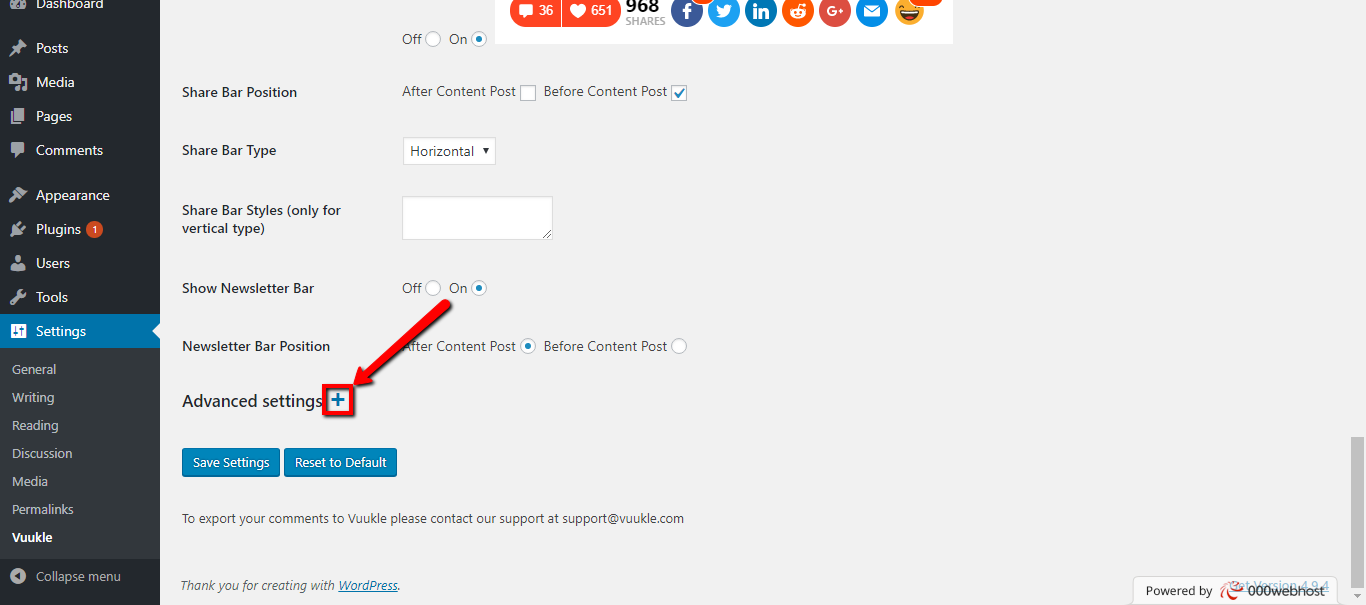 Dashboard
Posts
Media
Pages
Comments
Appearance
Plugins 1
Users
Tools
Settings
General
Writing
Reading
Discussion
Media
Permalinks
Vuukle
Collapse menu
36 651 968 SHARES
Off On
Share Bar Position After Content Post Before Content Post
Share Bar Type Horizontal
Share Bar Styles (only for
vertical type)
Show Newsletter Bar Off On
Newsletter Bar Position After Content Post Before Content Post
Advanced settings +
Save Settings Reset to Default
To export your comments to Vuukle please contact our support at support@vuukle.com
Thank you for creating with WordPress.
Get Version 4.9.4
Powered by 000webhost